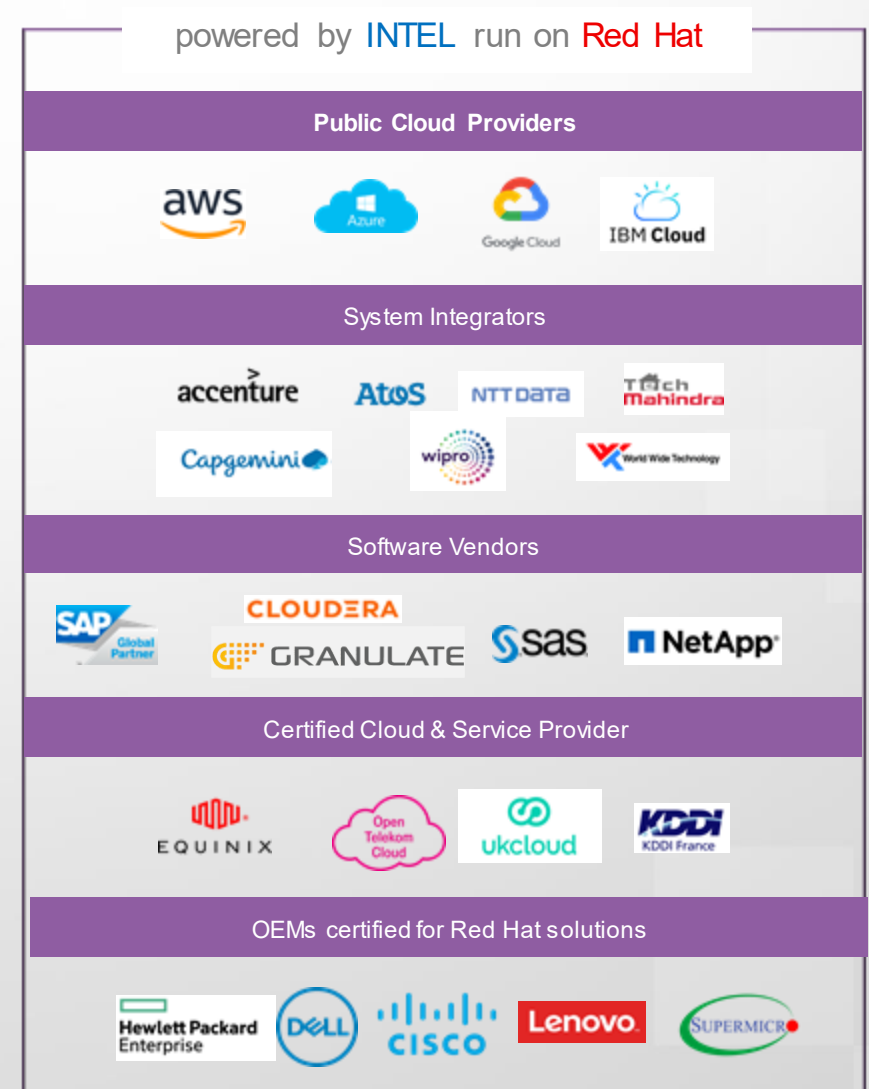 powered by INTEL run on Red Hat
Public Cloud Providers
aws
Azure
Google Cloud
IBM Cloud
System Integrators
accenture
Atos
NTT DATA
Tech
Mahindra
Capgemini
wipro
World Wide Technology
Software Vendors
SAP
Global
Partner
CLOUDERA
GRANULATE
sas
NetApp
Certified Cloud & Service Provider
EQUINIX
Open
Telekom
Cloud
ukcloud
KDDI
KDDI France
OEMs certified for Red Hat solutions
Hewlett Packard
Enterprise
DELL
CISCO
Lenovo
SUPERMICRO